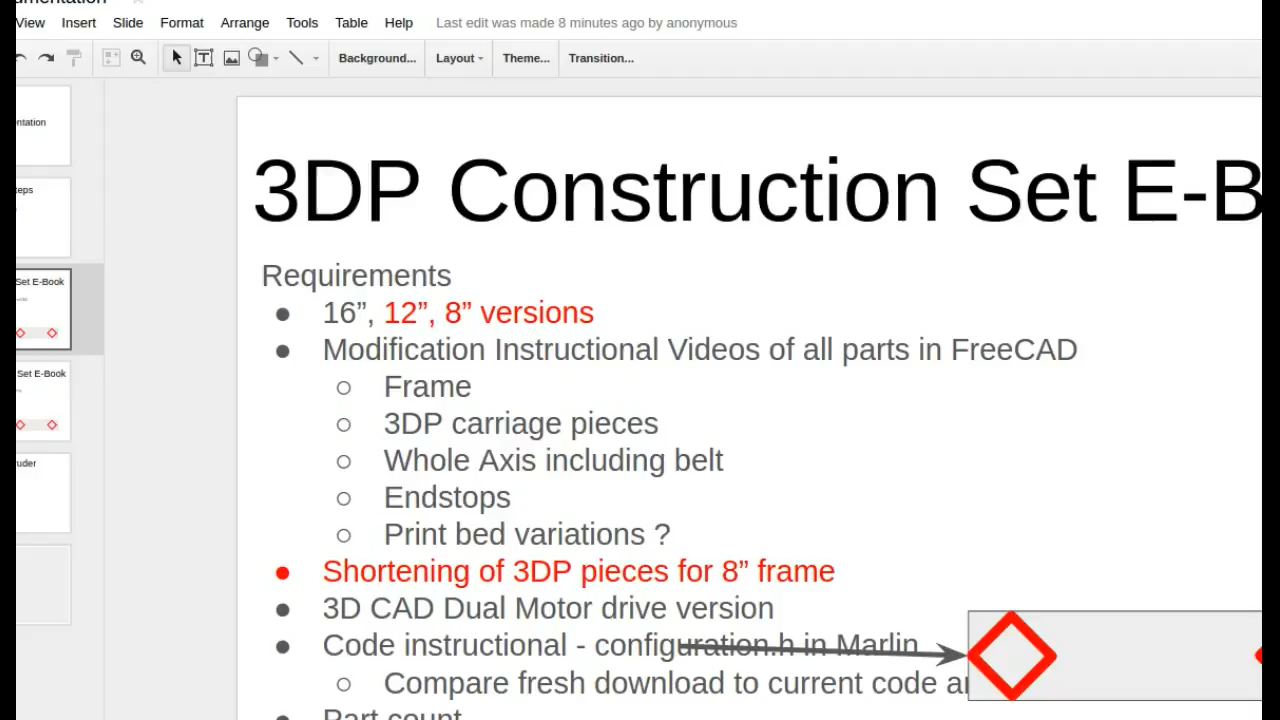 View Insert Slide Format Arrange Tools Table Help Last edit was made 8 minutes ago by anonymous
Background... Layout Theme... Transition...
3DP Construction Set E-B
Requirements
● 16”, 12”, 8” versions
● Modification Instructional Videos of all parts in FreeCAD
○ Frame
○ 3DP carriage pieces
○ Whole Axis including belt
○ Endstops
○ Print bed variations ?
● Shortening of 3DP pieces for 8” frame
● 3D CAD Dual Motor drive version
● Code instructional - configuration.h in Marlin
○ Compare fresh download to current code
● Part count
Set E-Book
Set E-Book